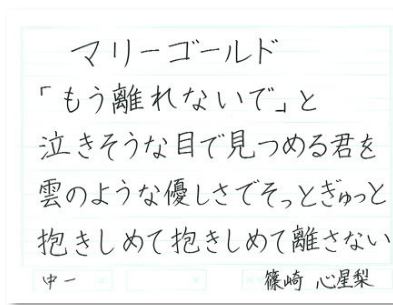 マリーゴールド
「もう離れないで」と
泣きそうな目で見つめる君を
雲のような優しさでそっとぎゅっと
抱きしめて抱きしめて離さない
中一 篠崎 心星梨